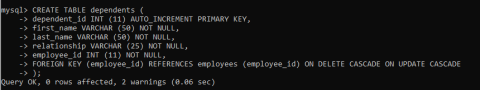 mysql> CREATE TABLE dependents (
    -> dependent_id INT (11) AUTO_INCREMENT PRIMARY KEY,
    -> first_name VARCHAR (50) NOT NULL,
    -> last_name VARCHAR (50) NOT NULL,
    -> relationship VARCHAR (25) NOT NULL,
    -> employee_id INT (11) NOT NULL,
    -> FOREIGN KEY (employee_id) REFERENCES employees (employee_id) ON DELETE CASCADE ON UPDATE CASCADE
    -> );
Query OK, 0 rows affected, 2 warnings (0.06 sec)